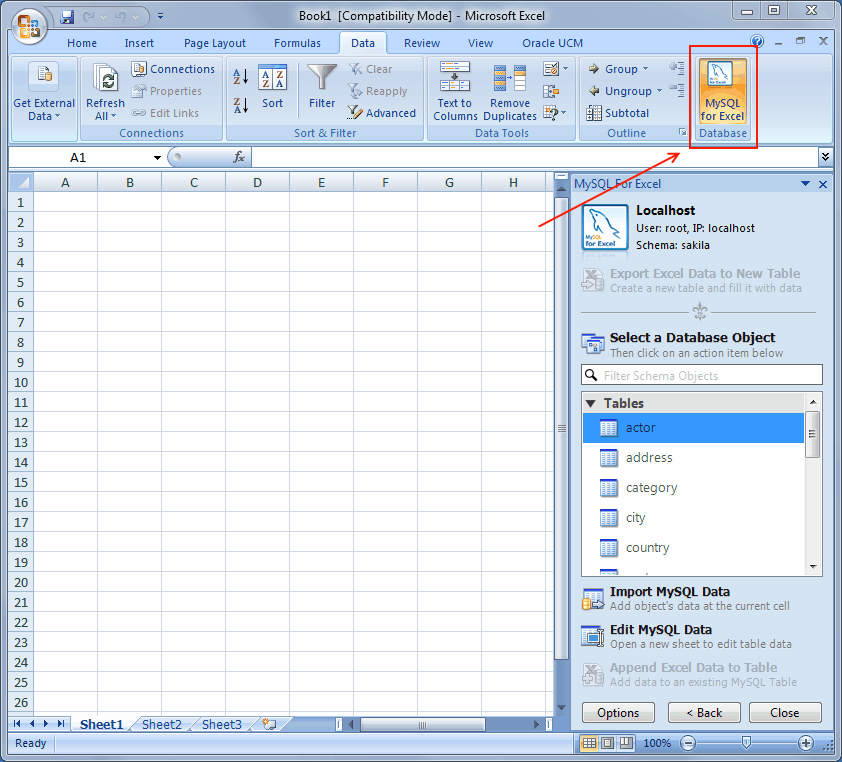 Book1 [Compatibility Mode] - Microsoft Excel
Home Insert Page Layout Formulas Data Review View Oracle UCM
Get External Data
Refresh All
Connections
Properties
Edit Links
Connections
Sort
Filter
Clear
Reapply
Advanced
Sort & Filter
Text to Columns
Remove Duplicates
Data Tools
Group
Ungroup
Subtotal
Outline
MySQL for Excel
Database
A1 fx
A B C D E F G H
1
2
3
4
5
6
7
8
9
10
11
12
13
14
15
16
17
18
19
20
21
22
23
24
25
26
MySQL For Excel
MySQL for Excel
Localhost
User: root, IP: localhost
Schema: sakila
Export Excel Data to New Table
Create a new table and fill it with data
Select a Database Object
Then click on an action item below
Filter Schema Objects
Tables
actor
address
category
city
country
Import MySQL Data
Add object's data at the current cell
Edit MySQL Data
Open a new sheet to edit table data
Append Excel Data to Table
Add data to an existing MySQL Table
Options < Back Close
Sheet1 Sheet2 Sheet3
Ready 100%